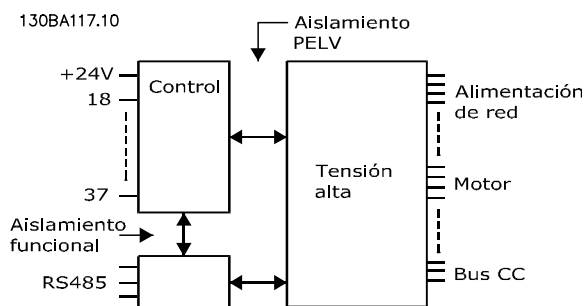 130BA117.10
Aislamiento
PELV
+24V
Control
18
Alimentación
de red
Tensión
alta
37
Motor
Aislamiento
funcional
RS485
Bus CC